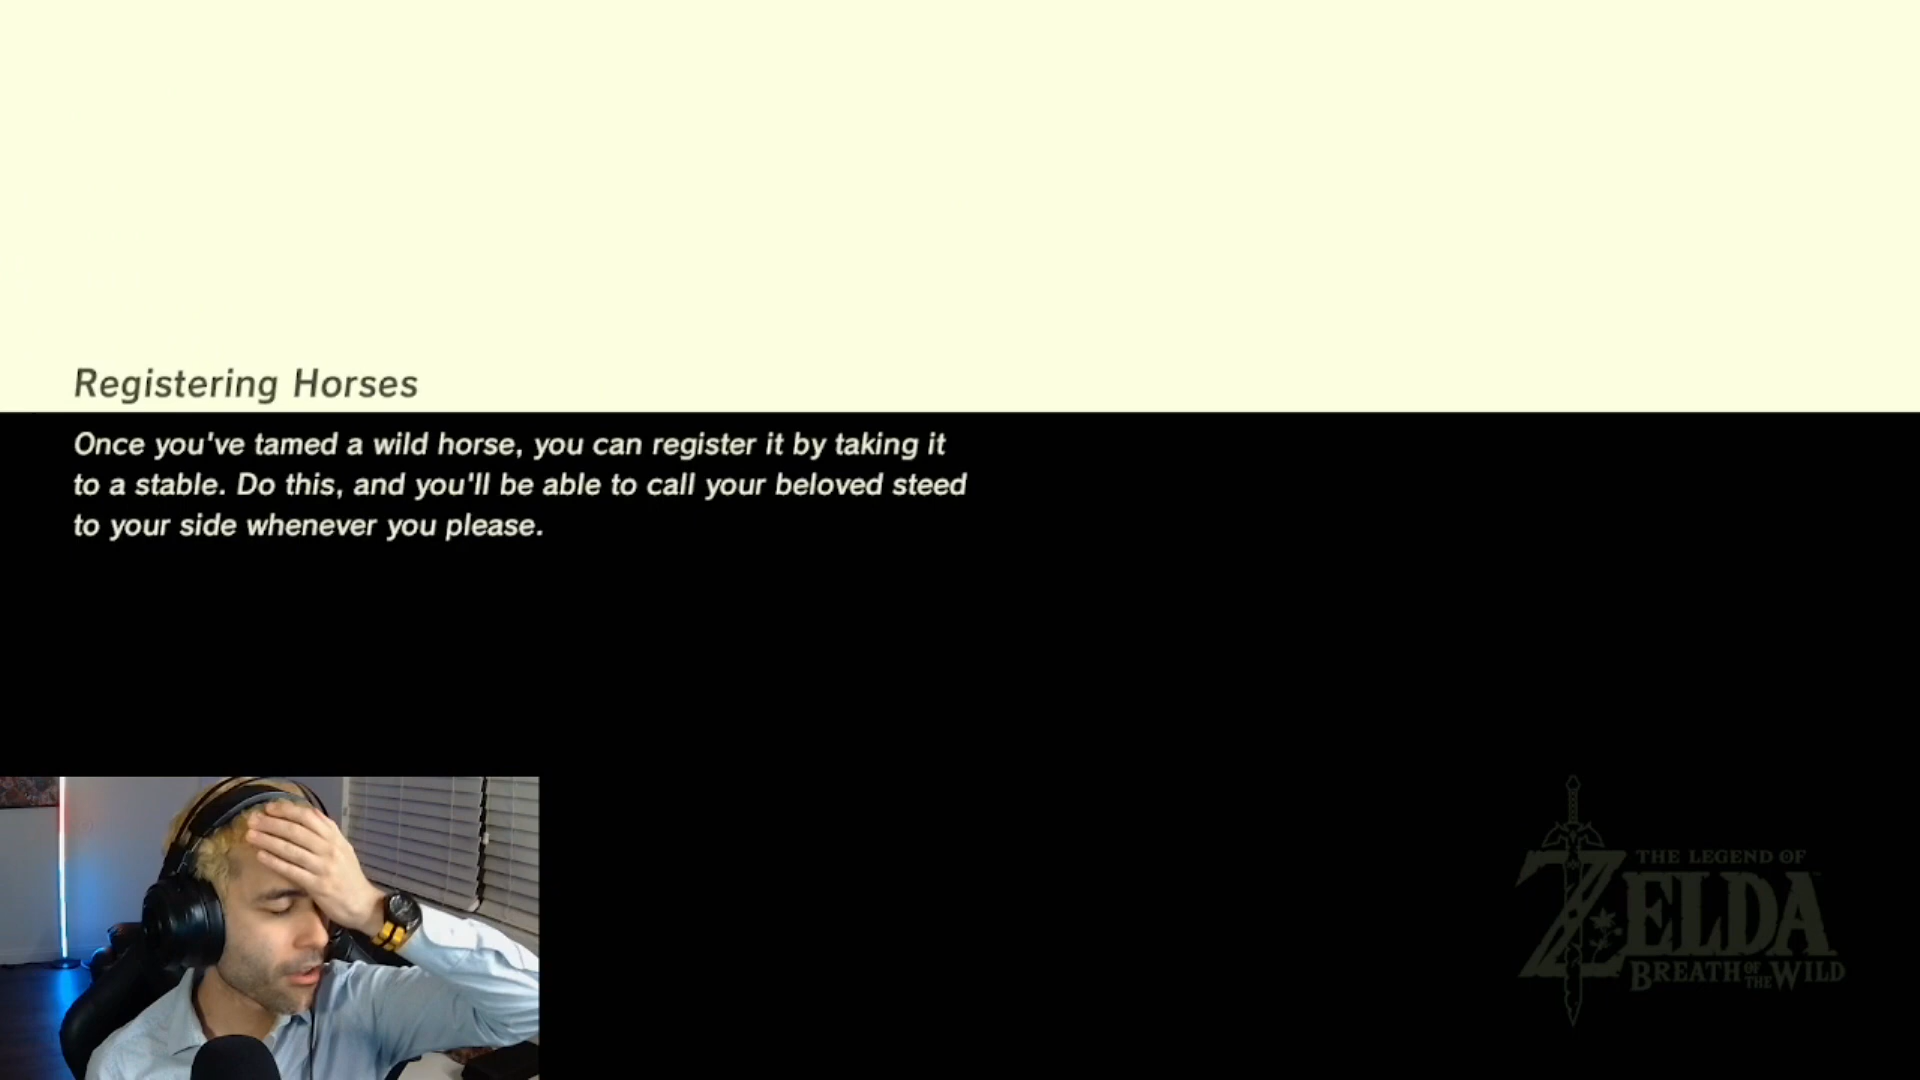 Registering Horses
Once you've tamed a wild horse, you can register it by taking it
to a stable. Do this, and you'll be able to call your beloved steed
to your side whenever you please.
THE LEGEND OF
ZELDA
BREATH OF THE WILD